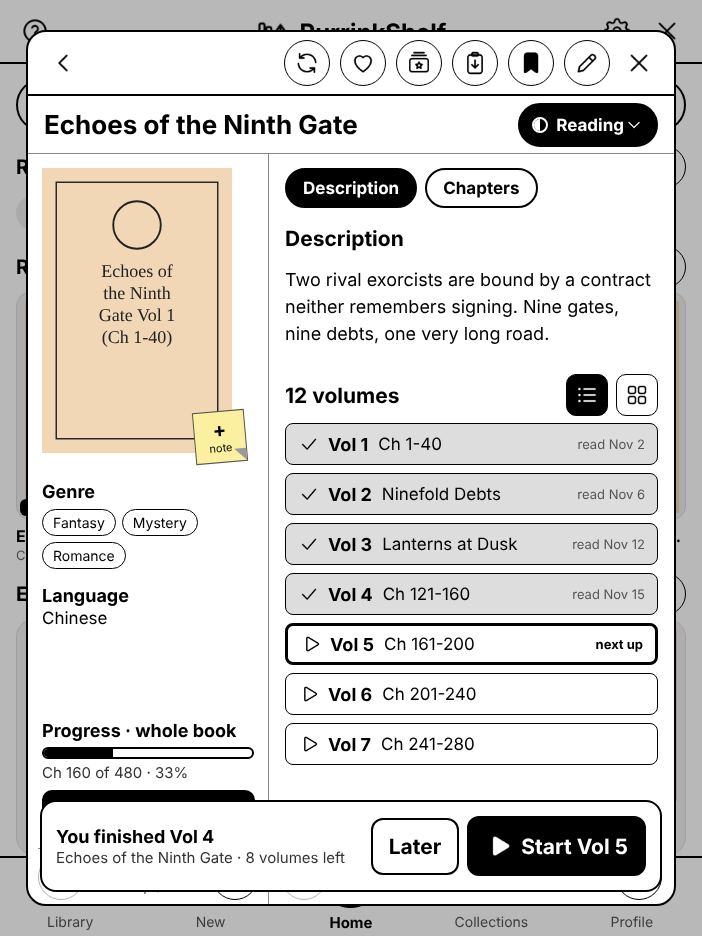 Echoes of the Ninth Gate
Reading
Echoes of
the Ninth
Gate Vol 1
(Ch 1-40)
+
note
Genre
Fantasy
Mystery
Romance
Language
Chinese
Progress · whole book
Ch 160 of 480 · 33%
Description
Chapters
Description
Two rival exorcists are bound by a contract
neither remembers signing. Nine gates,
nine debts, one very long road.
12 volumes
Vol 1 Ch 1-40 read Nov 2
Vol 2 Ninefold Debts read Nov 6
Vol 3 Lanterns at Dusk read Nov 12
Vol 4 Ch 121-160 read Nov 15
Vol 5 Ch 161-200 next up
Vol 6 Ch 201-240
Vol 7 Ch 241-280
You finished Vol 4
Echoes of the Ninth Gate · 8 volumes left
Later
Start Vol 5
Library
New
Home
Collections
Profile